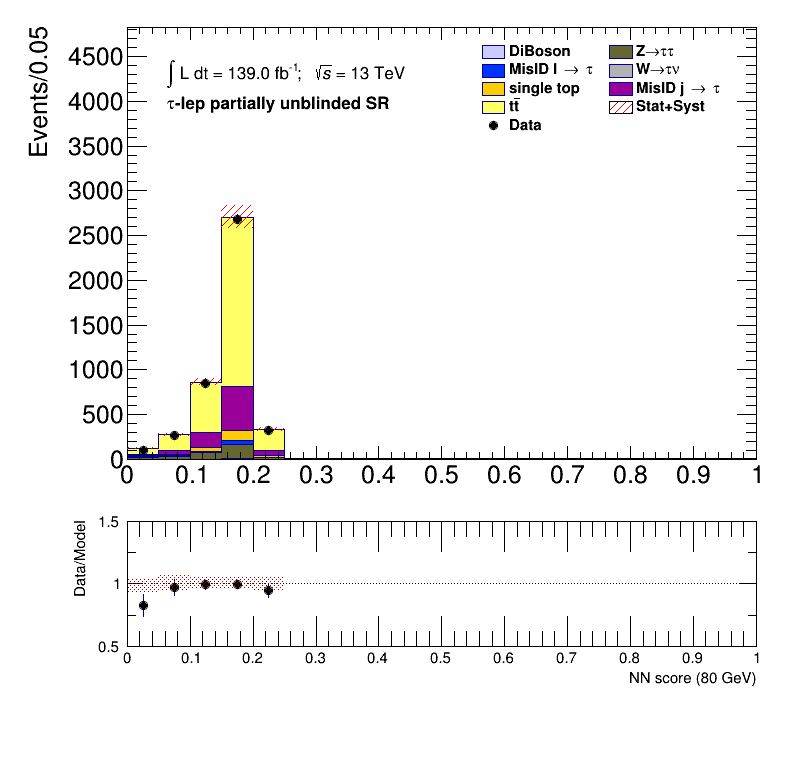 Events/0.05
4500
4000
3500
3000
2500
2000
1500
1000
500
0
∫ L dt = 139.0 fb⁻¹; √s = 13 TeV
τ-lep partially unblinded SR
DiBoson
MisID l → τ
single top
tt̄
Data
Z→ττ
W→τν
MisID j → τ
Stat+Syst
0 0.1 0.2 0.3 0.4 0.5 0.6 0.7 0.8 0.9 1
Data/Model
1.5
1
0.5
0 0.1 0.2 0.3 0.4 0.5 0.6 0.7 0.8 0.9 1
NN score (80 GeV)